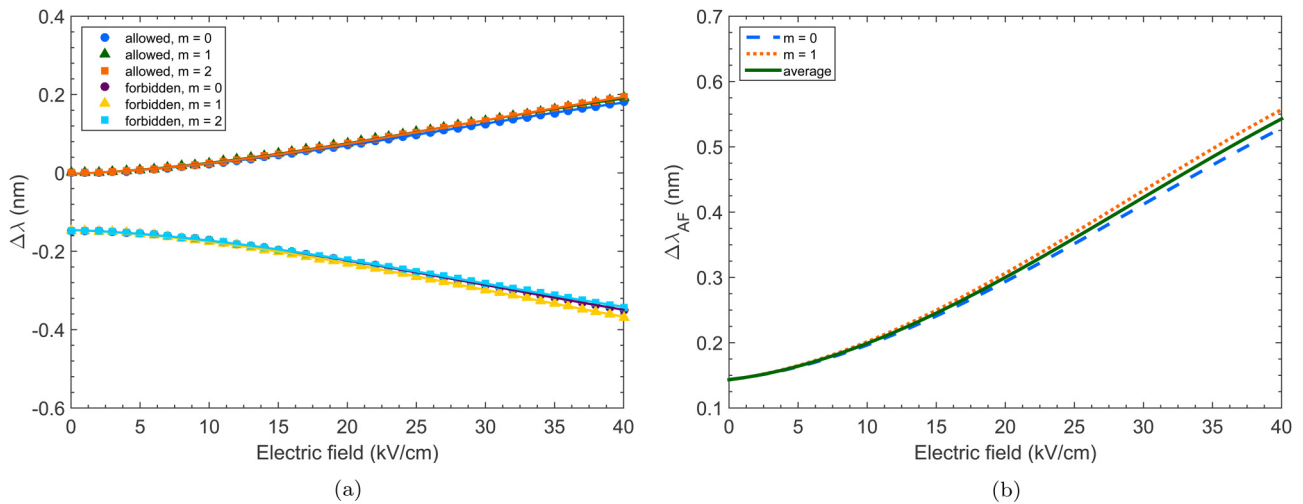 0.4
0.2
0
-0.2
-0.4
-0.6
Δλ (nm)
allowed, m = 0
allowed, m = 1
allowed, m = 2
forbidden, m = 0
forbidden, m = 1
forbidden, m = 2
0 5 10 15 20 25 30 35 40
Electric field (kV/cm)
(a)
0.7
0.6
0.5
0.4
0.3
0.2
0.1
Δλ_AF (nm)
m = 0
m = 1
average
0 5 10 15 20 25 30 35 40
Electric field (kV/cm)
(b)